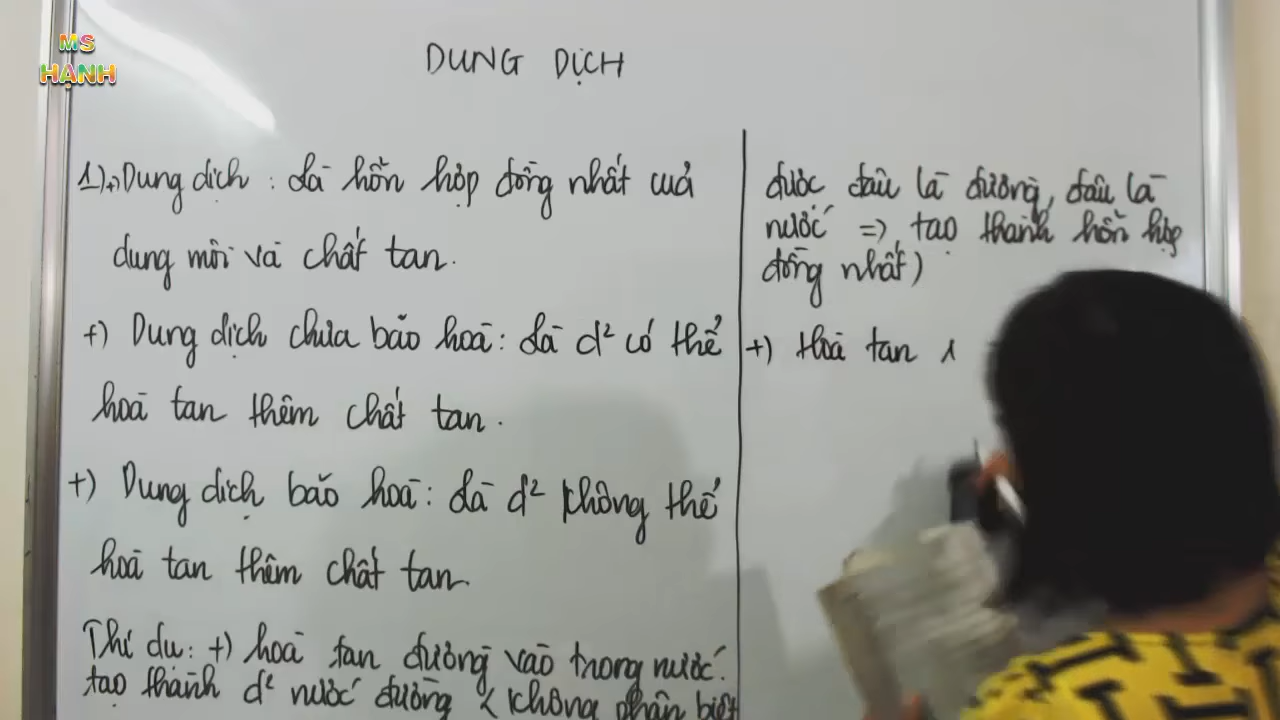 MS
HẠNH
DUNG DỊCH
1) +) Dung dịch : Là hỗn hợp đồng nhất của
dung môi và chất tan.
+) Dung dịch chưa bão hoà : Là d² có thể
hoà tan thêm chất tan.
+) Dung dịch bão hoà : Là d² không thể
hoà tan thêm chất tan.
Thí dụ : +) hoà tan đường vào trong nước.
tạo thành d² nước đường ( không phân biệt
được đâu là đường, đâu là
nước => tạo thành hỗn hợp
đồng nhất)
+) Hoà tan